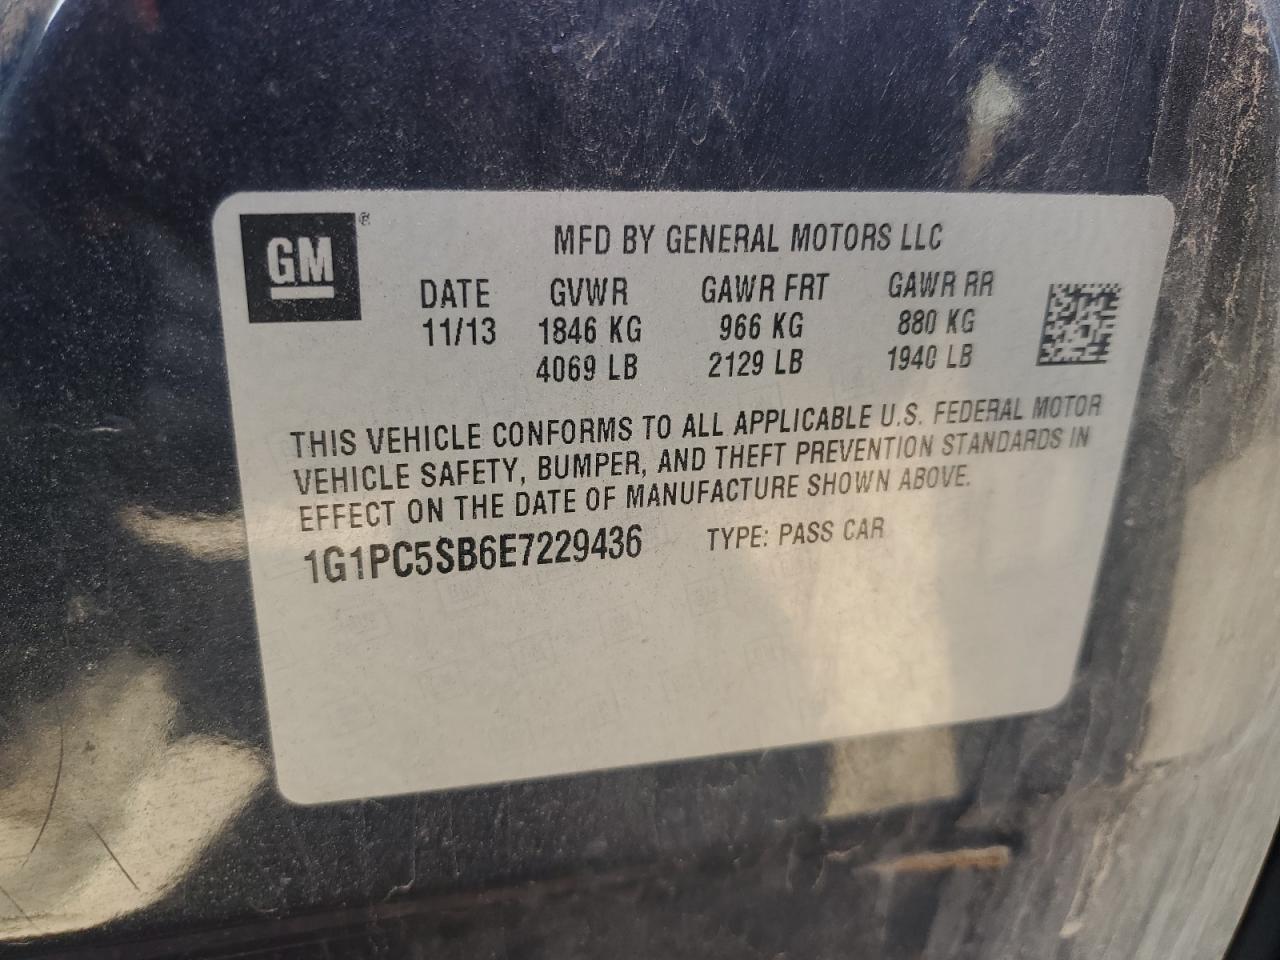 GM ®
MFD BY GENERAL MOTORS LLC
DATE GVWR GAWR FRT GAWR RR
11/13 1846 KG 966 KG 880 KG
4069 LB 2129 LB 1940 LB
THIS VEHICLE CONFORMS TO ALL APPLICABLE U.S. FEDERAL MOTOR
VEHICLE SAFETY, BUMPER, AND THEFT PREVENTION STANDARDS IN
EFFECT ON THE DATE OF MANUFACTURE SHOWN ABOVE.
1G1PC5SB6E7229436 TYPE: PASS CAR